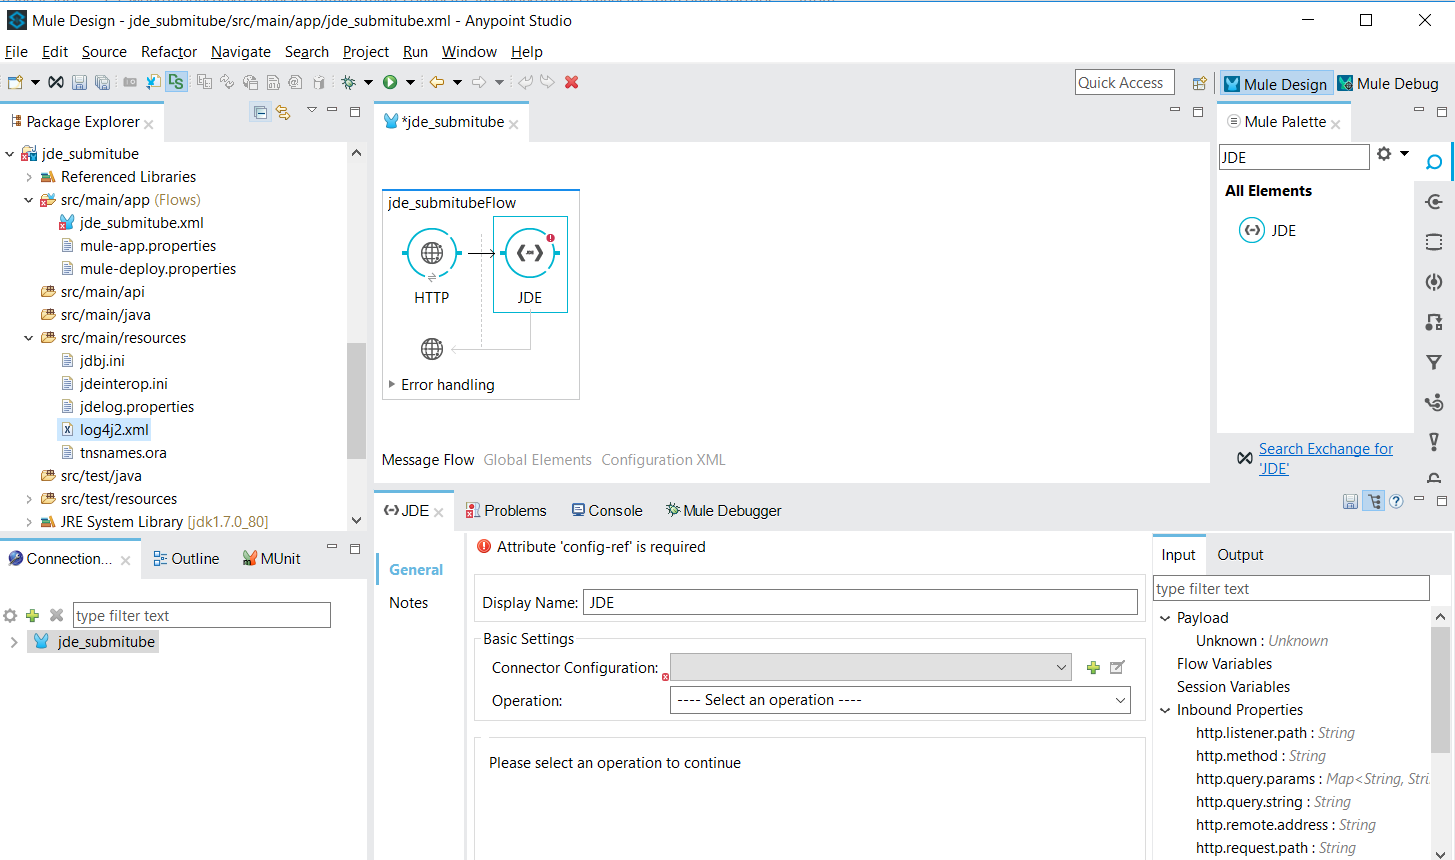 Mule Design - jde_submitube/src/main/app/jde_submitube.xml - Anypoint Studio
File Edit Source Refactor Navigate Search Project Run Window Help
Quick Access
Mule Design
Mule Debug
Package Explorer
jde_submitube
Referenced Libraries
src/main/app (Flows)
jde_submitube.xml
mule-app.properties
mule-deploy.properties
src/main/api
src/main/java
src/main/resources
jdbj.ini
jdeinterop.ini
jdelog.properties
log4j2.xml
tnsnames.ora
src/test/java
src/test/resources
JRE System Library [jdk1.7.0_80]
Connection...
Outline
MUnit
type filter text
jde_submitube
*jde_submitube
jde_submitubeFlow
HTTP
JDE
Error handling
Message Flow Global Elements Configuration XML
Mule Palette
JDE
All Elements
JDE
Search Exchange for
'JDE'
JDE
Problems
Console
Mule Debugger
General
Notes
Attribute 'config-ref' is required
Display Name: JDE
Basic Settings
Connector Configuration:
Operation: ---- Select an operation ----
Please select an operation to continue
Input Output
type filter text
Payload
Unknown : Unknown
Flow Variables
Session Variables
Inbound Properties
http.listener.path : String
http.method : String
http.query.params : Map<String, Stri
http.query.string : String
http.remote.address : String
http.request.path : String